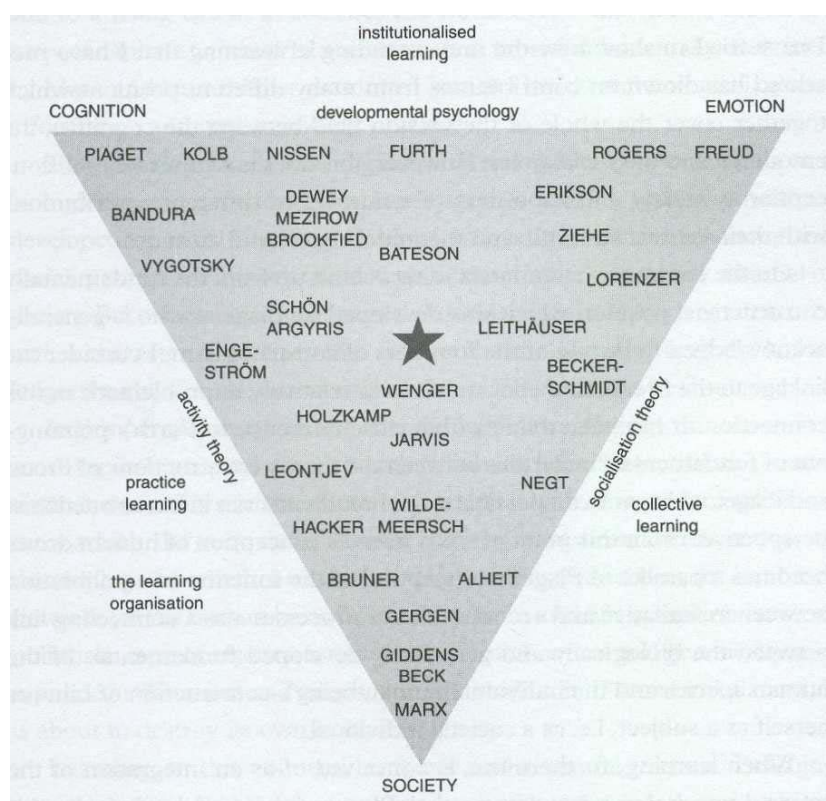 institutionalised
learning
COGNITION
developmental psychology
EMOTION
PIAGET KOLB NISSEN FURTH ROGERS FREUD
DEWEY
ERIKSON
BANDURA
MEZIROW
BROOKFIED
ZIEHE
BATESON
VYGOTSKY
LORENZER
SCHÖN
ARGYRIS
LEITHÄUSER
ENGE-
STRÖM
BECKER-
SCHMIDT
WENGER
activity theory
HOLZKAMP
JARVIS
socialisation theory
LEONTJEV
NEGT
practice
learning
WILDE-
MEERSCH
HACKER
collective
learning
the learning
organisation
BRUNER ALHEIT
GERGEN
GIDDENS
BECK
MARX
SOCIETY